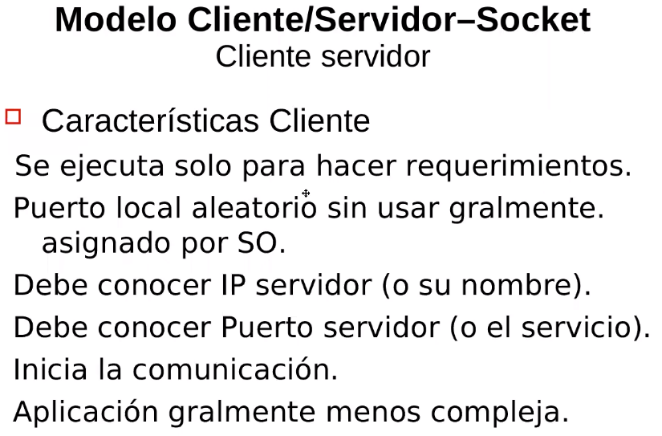 Modelo Cliente/Servidor–Socket
Cliente servidor
Características Cliente
Se ejecuta solo para hacer requerimientos.
Puerto local aleatorio sin usar gralmente.
asignado por SO.
Debe conocer IP servidor (o su nombre).
Debe conocer Puerto servidor (o el servicio).
Inicia la comunicación.
Aplicación gralmente menos compleja.